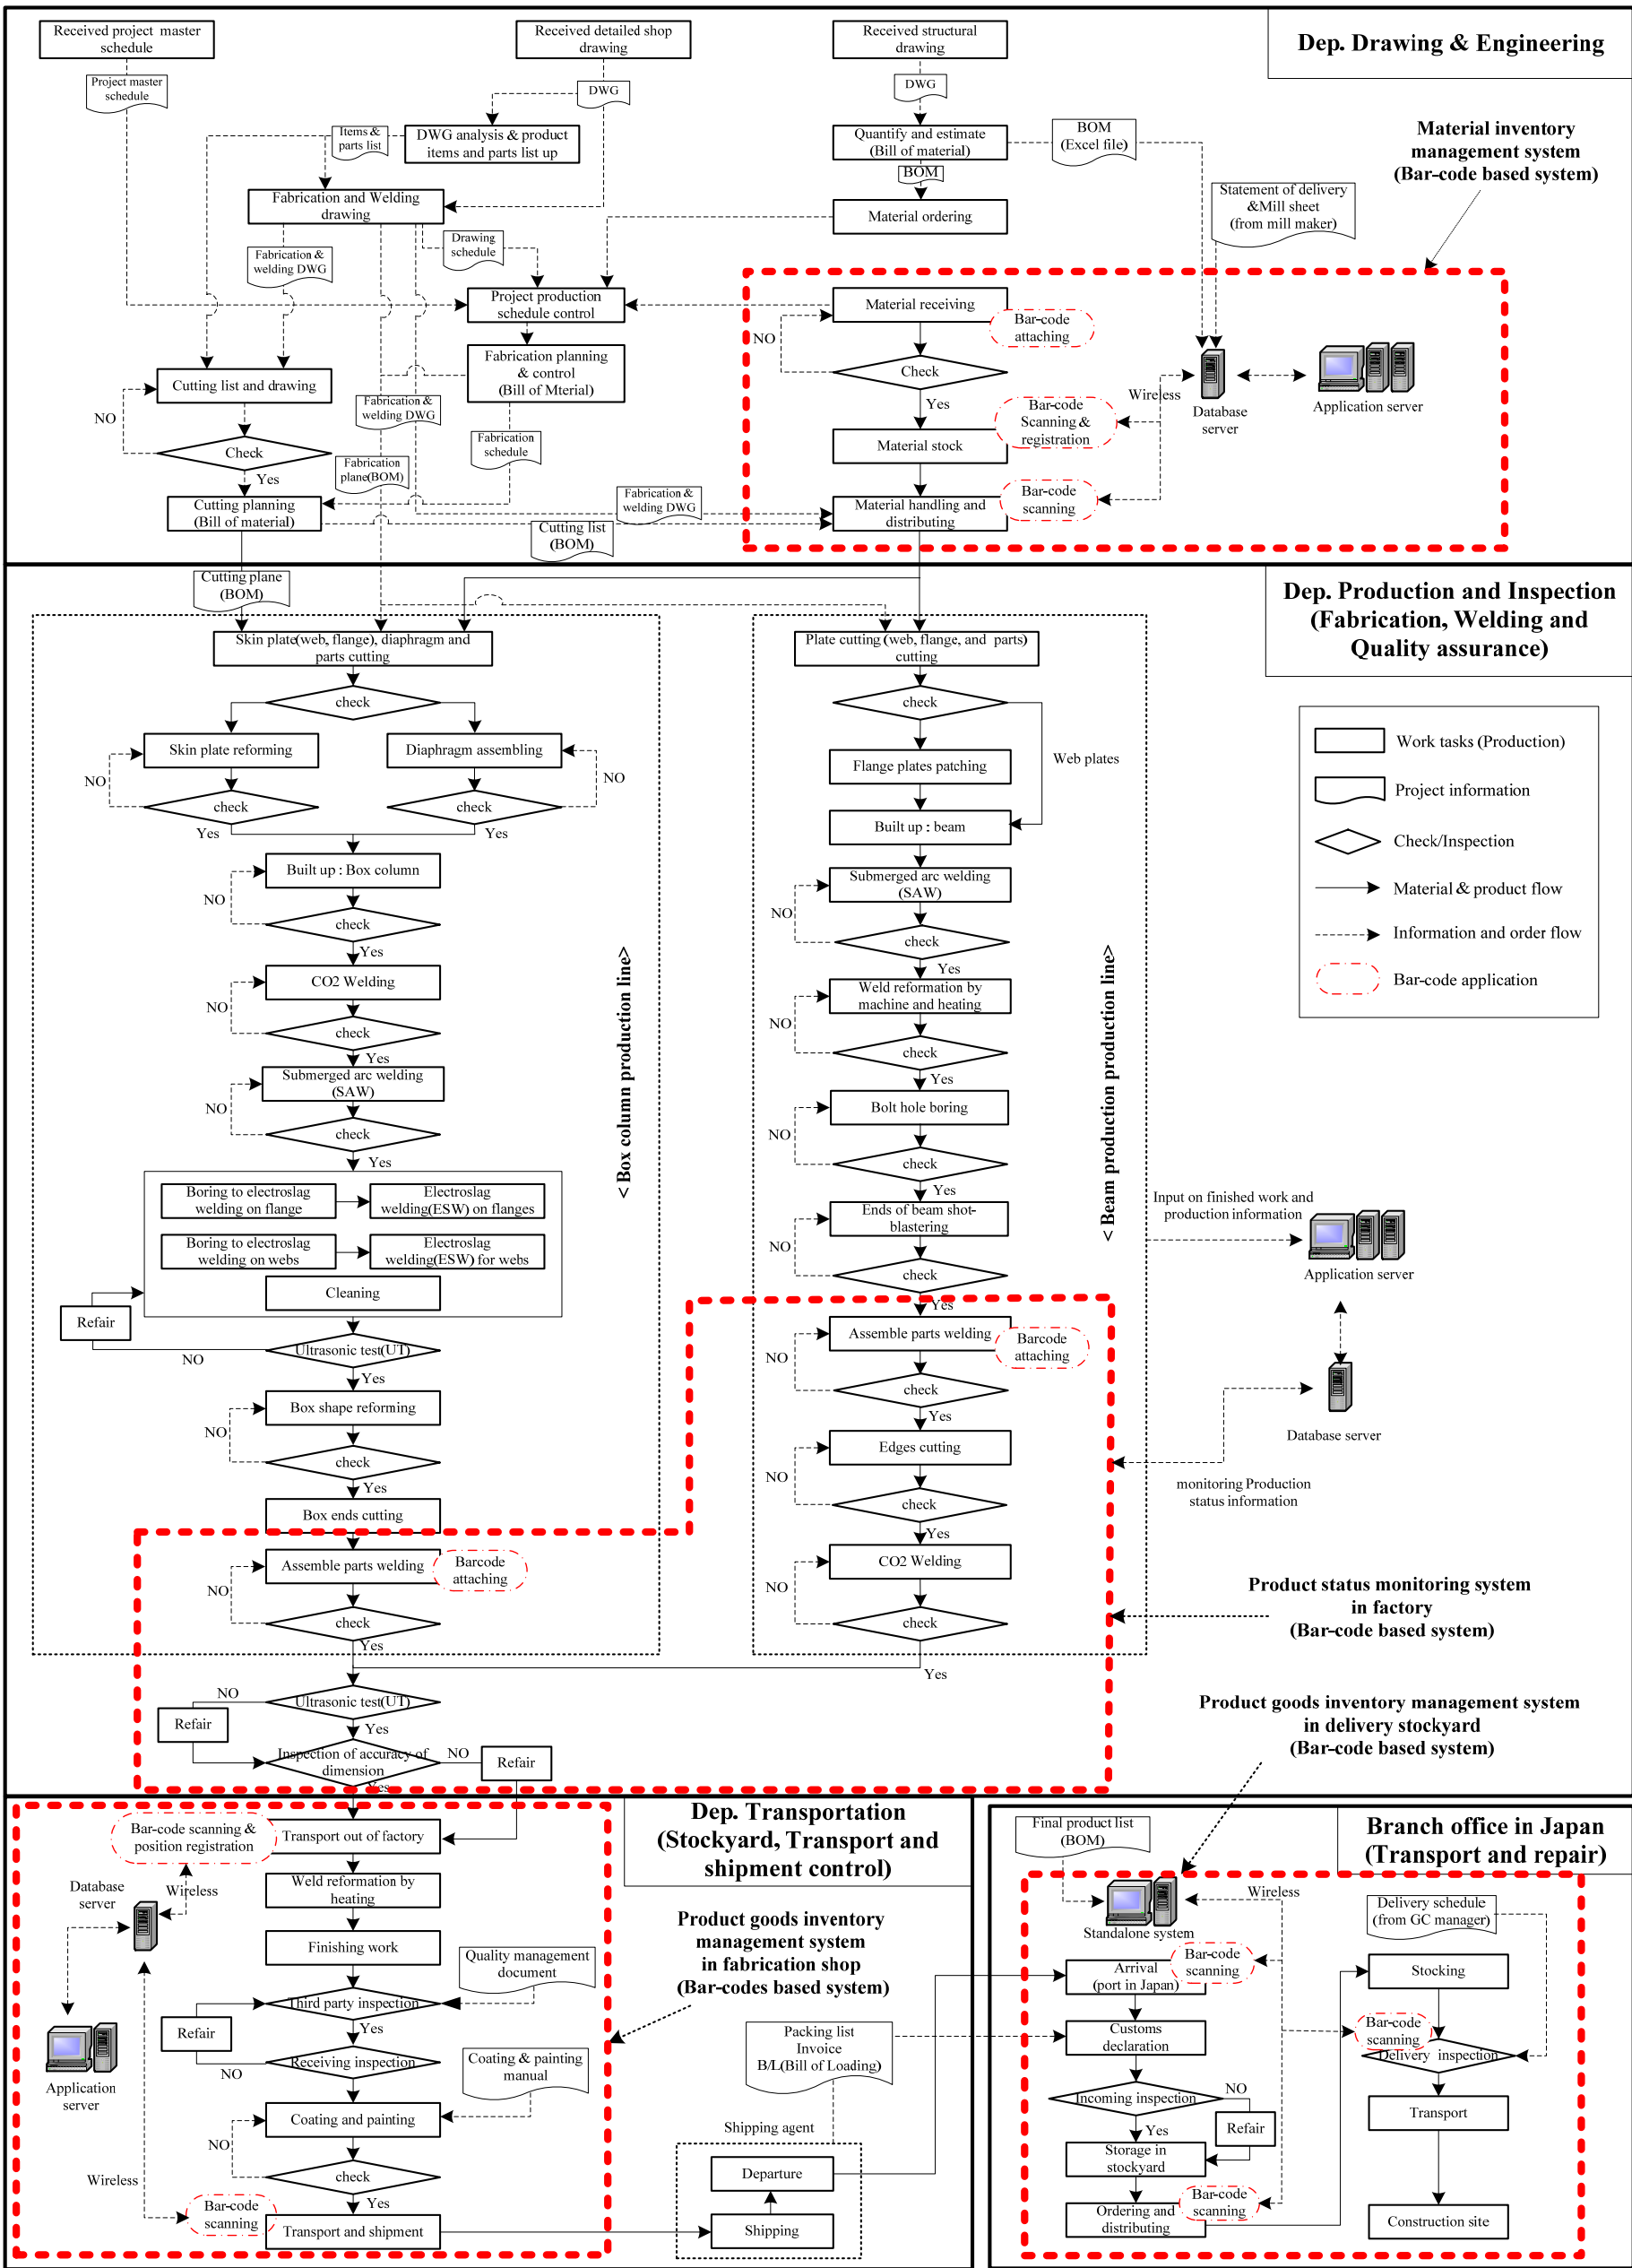 Received project master
schedule
Received detailed shop
drawing
Received structural
drawing
Dep. Drawing & Engineering
Project master
schedule
DWG
DWG
Items &
parts list
DWG analysis & product
items and parts list up
Quantify and estimate
(Bill of material)
BOM
(Excel file)
Material inventory
management system
(Bar-code based system)
BOM
Fabrication and Welding
drawing
Material ordering
Statement of delivery
&Mill sheet
(from mill maker)
Fabrication &
welding DWG
Drawing
schedule
Project production
schedule control
Material receiving
Bar-code
attaching
NO
Fabrication planning
& control
(Bill of Mterial)
Check
Cutting list and drawing
NO
Fabrication
& welding DWG
Yes
Bar-code
Scanning &
registration
Wireless
Database
server
Application server
Check
Fabrication
schedule
Material stock
Yes
Fabrication
plane(BOM)
Cutting planning
(Bill of material)
Fabrication &
welding DWG
Cutting list
(BOM)
Material handling and
distributing
Bar-code
scanning
Cutting plane
(BOM)
Dep. Production and Inspection
(Fabrication, Welding and
Quality assurance)
Skin plate(web, flange), diaphragm and
parts cutting
Plate cutting (web, flange, and parts)
cutting
check
check
Skin plate reforming
Diaphragm assembling
NO
NO
check
check
Yes
Yes
Flange plates patching
Web plates
Built up : beam
Work tasks (Production)
Project information
Check/Inspection
Material & product flow
Information and order flow
Bar-code application
Built up : Box column
NO
check
Yes
CO2 Welding
NO
check
Yes
Submerged arc welding
(SAW)
NO
check
Yes
< Box column production line>
Submerged arc welding
(SAW)
NO
check
Yes
Weld reformation by
machine and heating
NO
check
Yes
Bolt hole boring
NO
check
Yes
Ends of beam shot-
blastering
NO
check
Yes
< Beam production line>
Boring to electroslag
welding on flange
Electroslag
welding(ESW) on flanges
Boring to electroslag
welding on webs
Electroslag
welding(ESW) for webs
Cleaning
Refair
NO
Ultrasonic test(UT)
Yes
Box shape reforming
NO
check
Yes
Box ends cutting
Assemble parts welding
Barcode
attaching
NO
check
Yes
Assemble parts welding
Barcode
attaching
NO
check
Yes
Edges cutting
NO
check
Yes
CO2 Welding
NO
check
Yes
Input on finished work and
production information
Application server
Database server
monitoring Production
status information
Product status monitoring system
in factory
(Bar-code based system)
Ultrasonic test(UT)
NO
Refair
Yes
Inspection of accuracy of
dimension
NO
Refair
Yes
Product goods inventory management system
in delivery stockyard
(Bar-code based system)
Dep. Transportation
(Stockyard, Transport and
shipment control)
Bar-code scanning &
position registration
Transport out of factory
Database
server
Wireless
Weld reformation by
heating
Finishing work
Product goods inventory
management system
in fabrication shop
(Bar-codes based system)
Quality management
document
Third party inspection
Refair
Yes
NO
Receiving inspection
Application
server
Coating & painting
manual
Coating and painting
NO
check
Wireless
Yes
Bar-code
scanning
Transport and shipment
Packing list
Invoice
B/L(Bill of Loading)
Shipping agent
Departure
Shipping
Branch office in Japan
(Transport and repair)
Final product list
(BOM)
Standalone system
Wireless
Delivery schedule
(from GC manager)
Arrival
(port in Japan)
Bar-code
scanning
Stocking
Customs
declaration
Bar-code
scanning
Delivery inspection
Incoming inspection
NO
Refair
Yes
Transport
Storage in
stockyard
Ordering and
distributing
Bar-code
scanning
Construction site